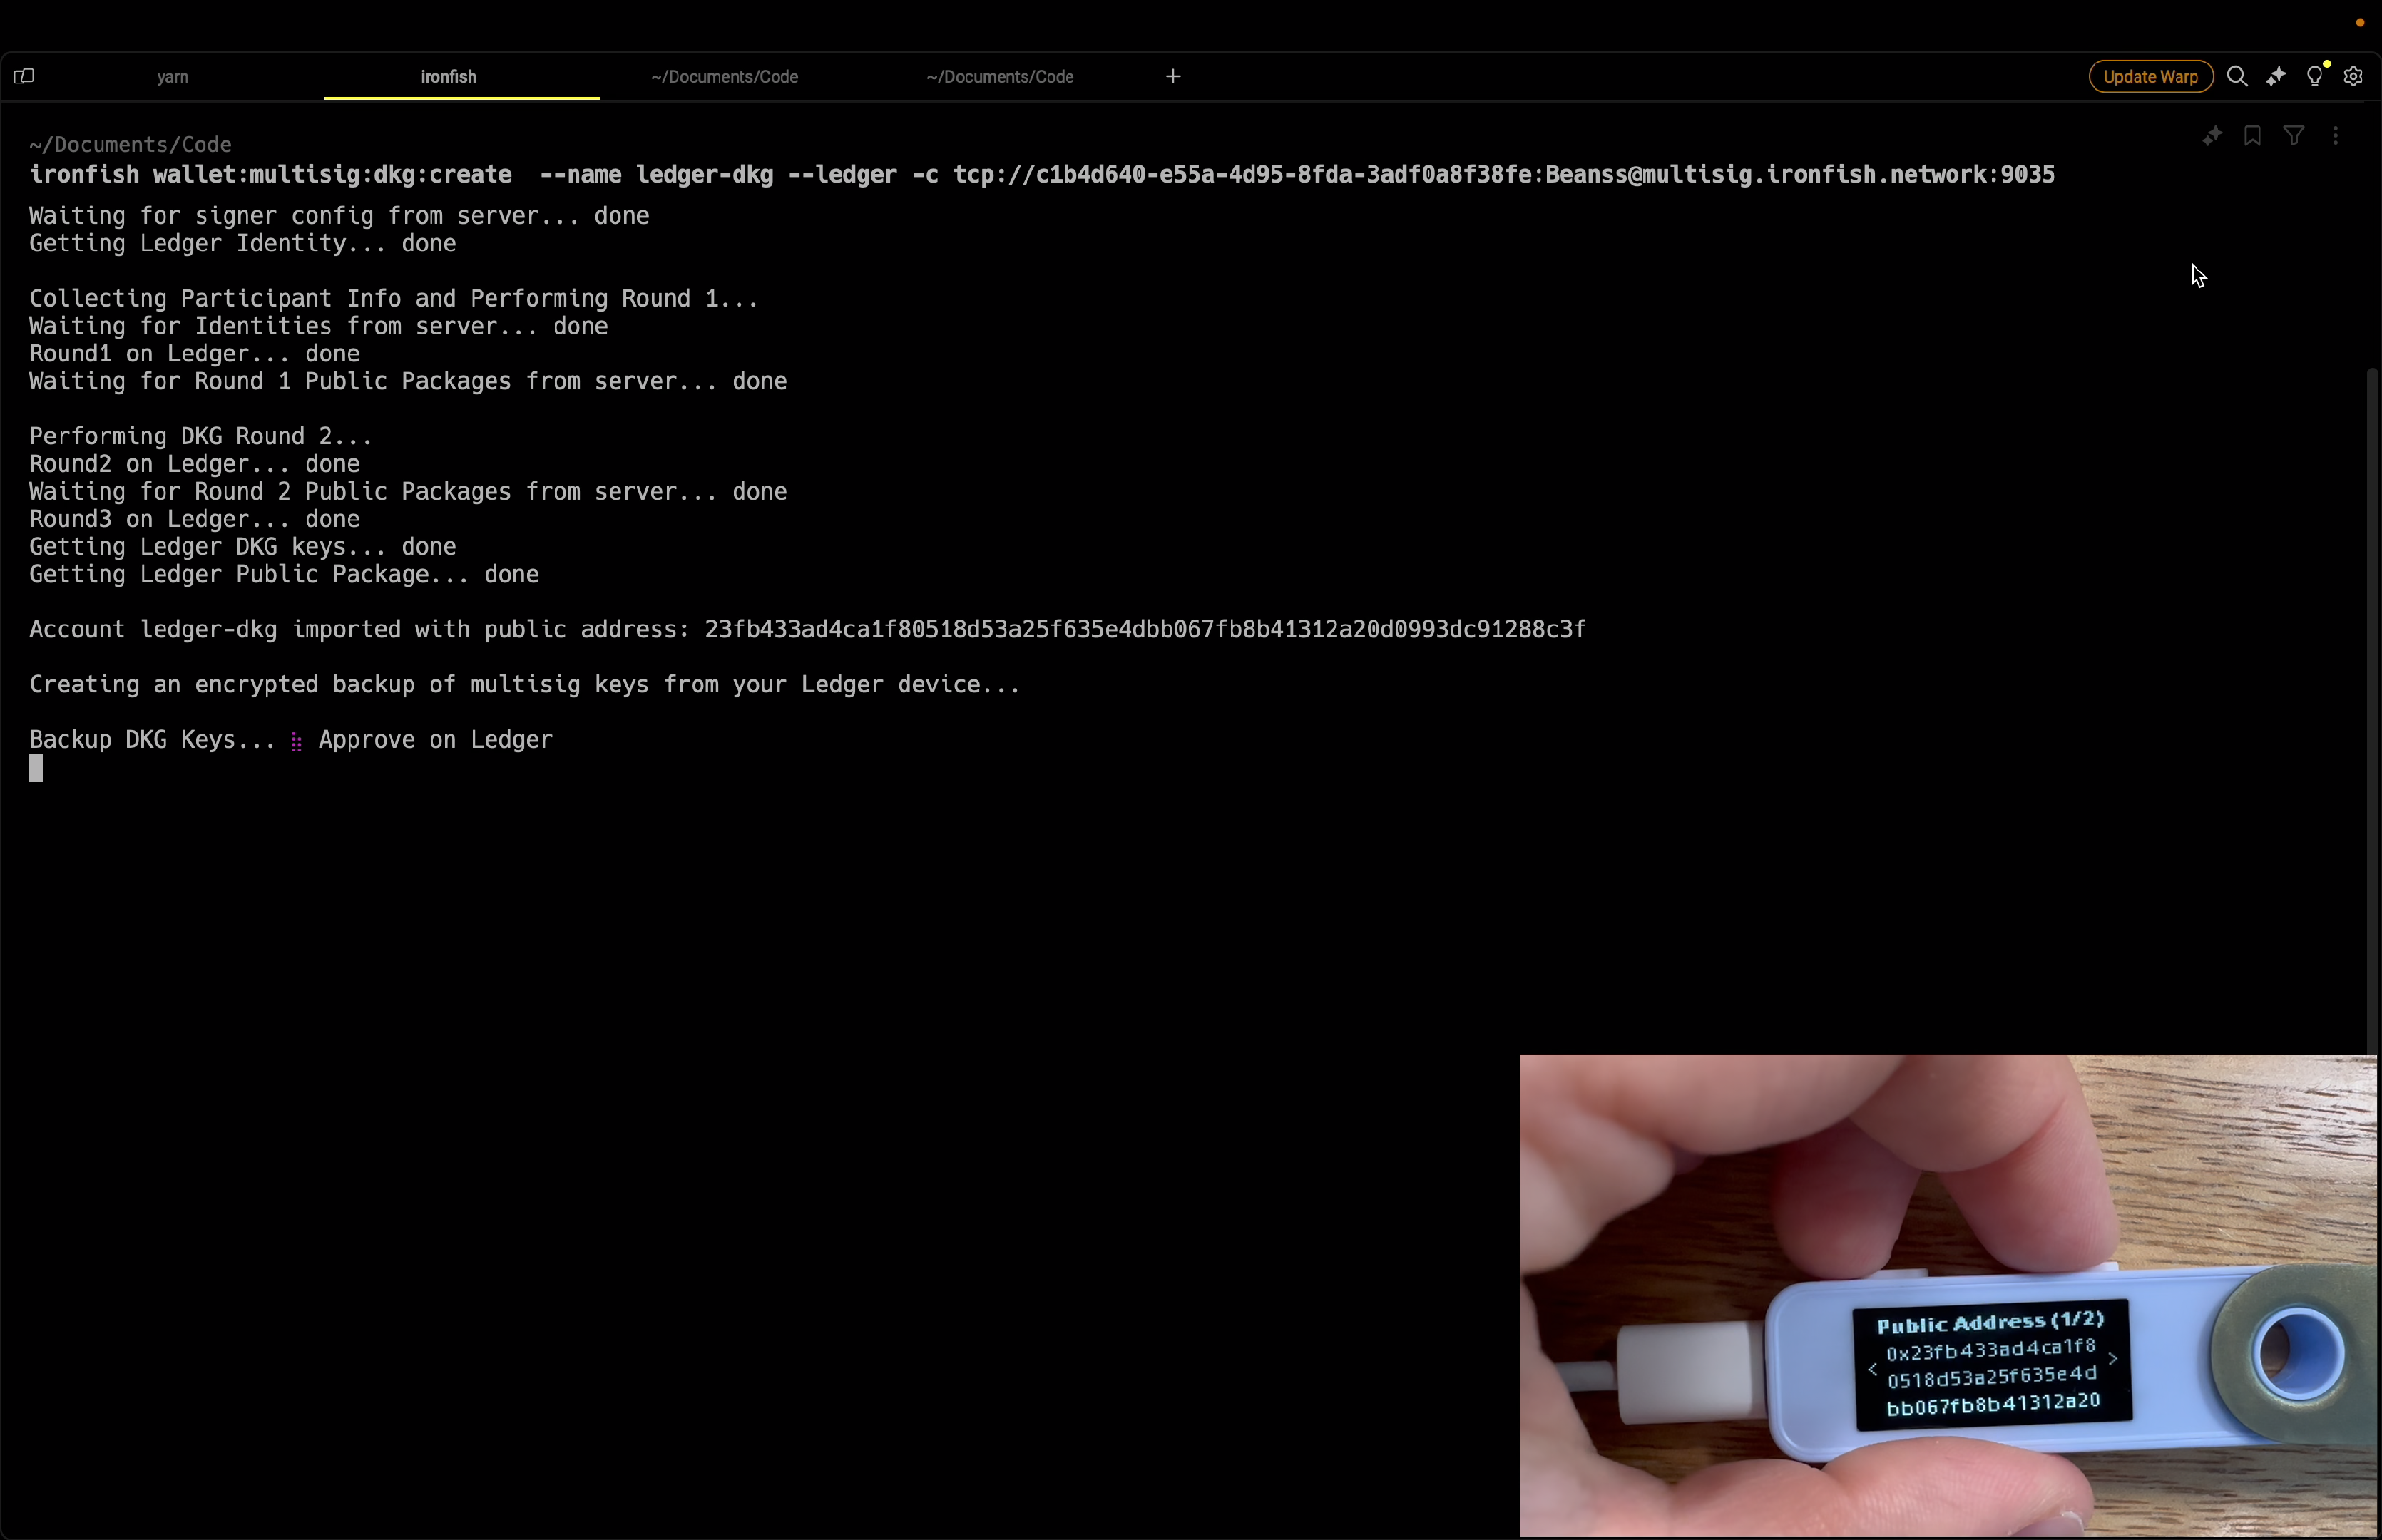 yarn
ironfish
~/Documents/Code
~/Documents/Code
Update Warp
~/Documents/Code
ironfish wallet:multisig:dkg:create  --name ledger-dkg --ledger -c tcp://c1b4d640-e55a-4d95-8fda-3adf0a8f38fe:Beanss@multisig.ironfish.network:9035
Waiting for signer config from server... done
Getting Ledger Identity... done
Collecting Participant Info and Performing Round 1...
Waiting for Identities from server... done
Round1 on Ledger... done
Waiting for Round 1 Public Packages from server... done
Performing DKG Round 2...
Round2 on Ledger... done
Waiting for Round 2 Public Packages from server... done
Round3 on Ledger... done
Getting Ledger DKG keys... done
Getting Ledger Public Package... done
Account ledger-dkg imported with public address: 23fb433ad4ca1f80518d53a25f635e4dbb067fb8b41312a20d0993dc91288c3f
Creating an encrypted backup of multisig keys from your Ledger device...
Backup DKG Keys... Approve on Ledger
Public Address (1/2)
0x23fb433ad4ca1f8
0518d53a25f635e4d
bb067fb8b41312a20